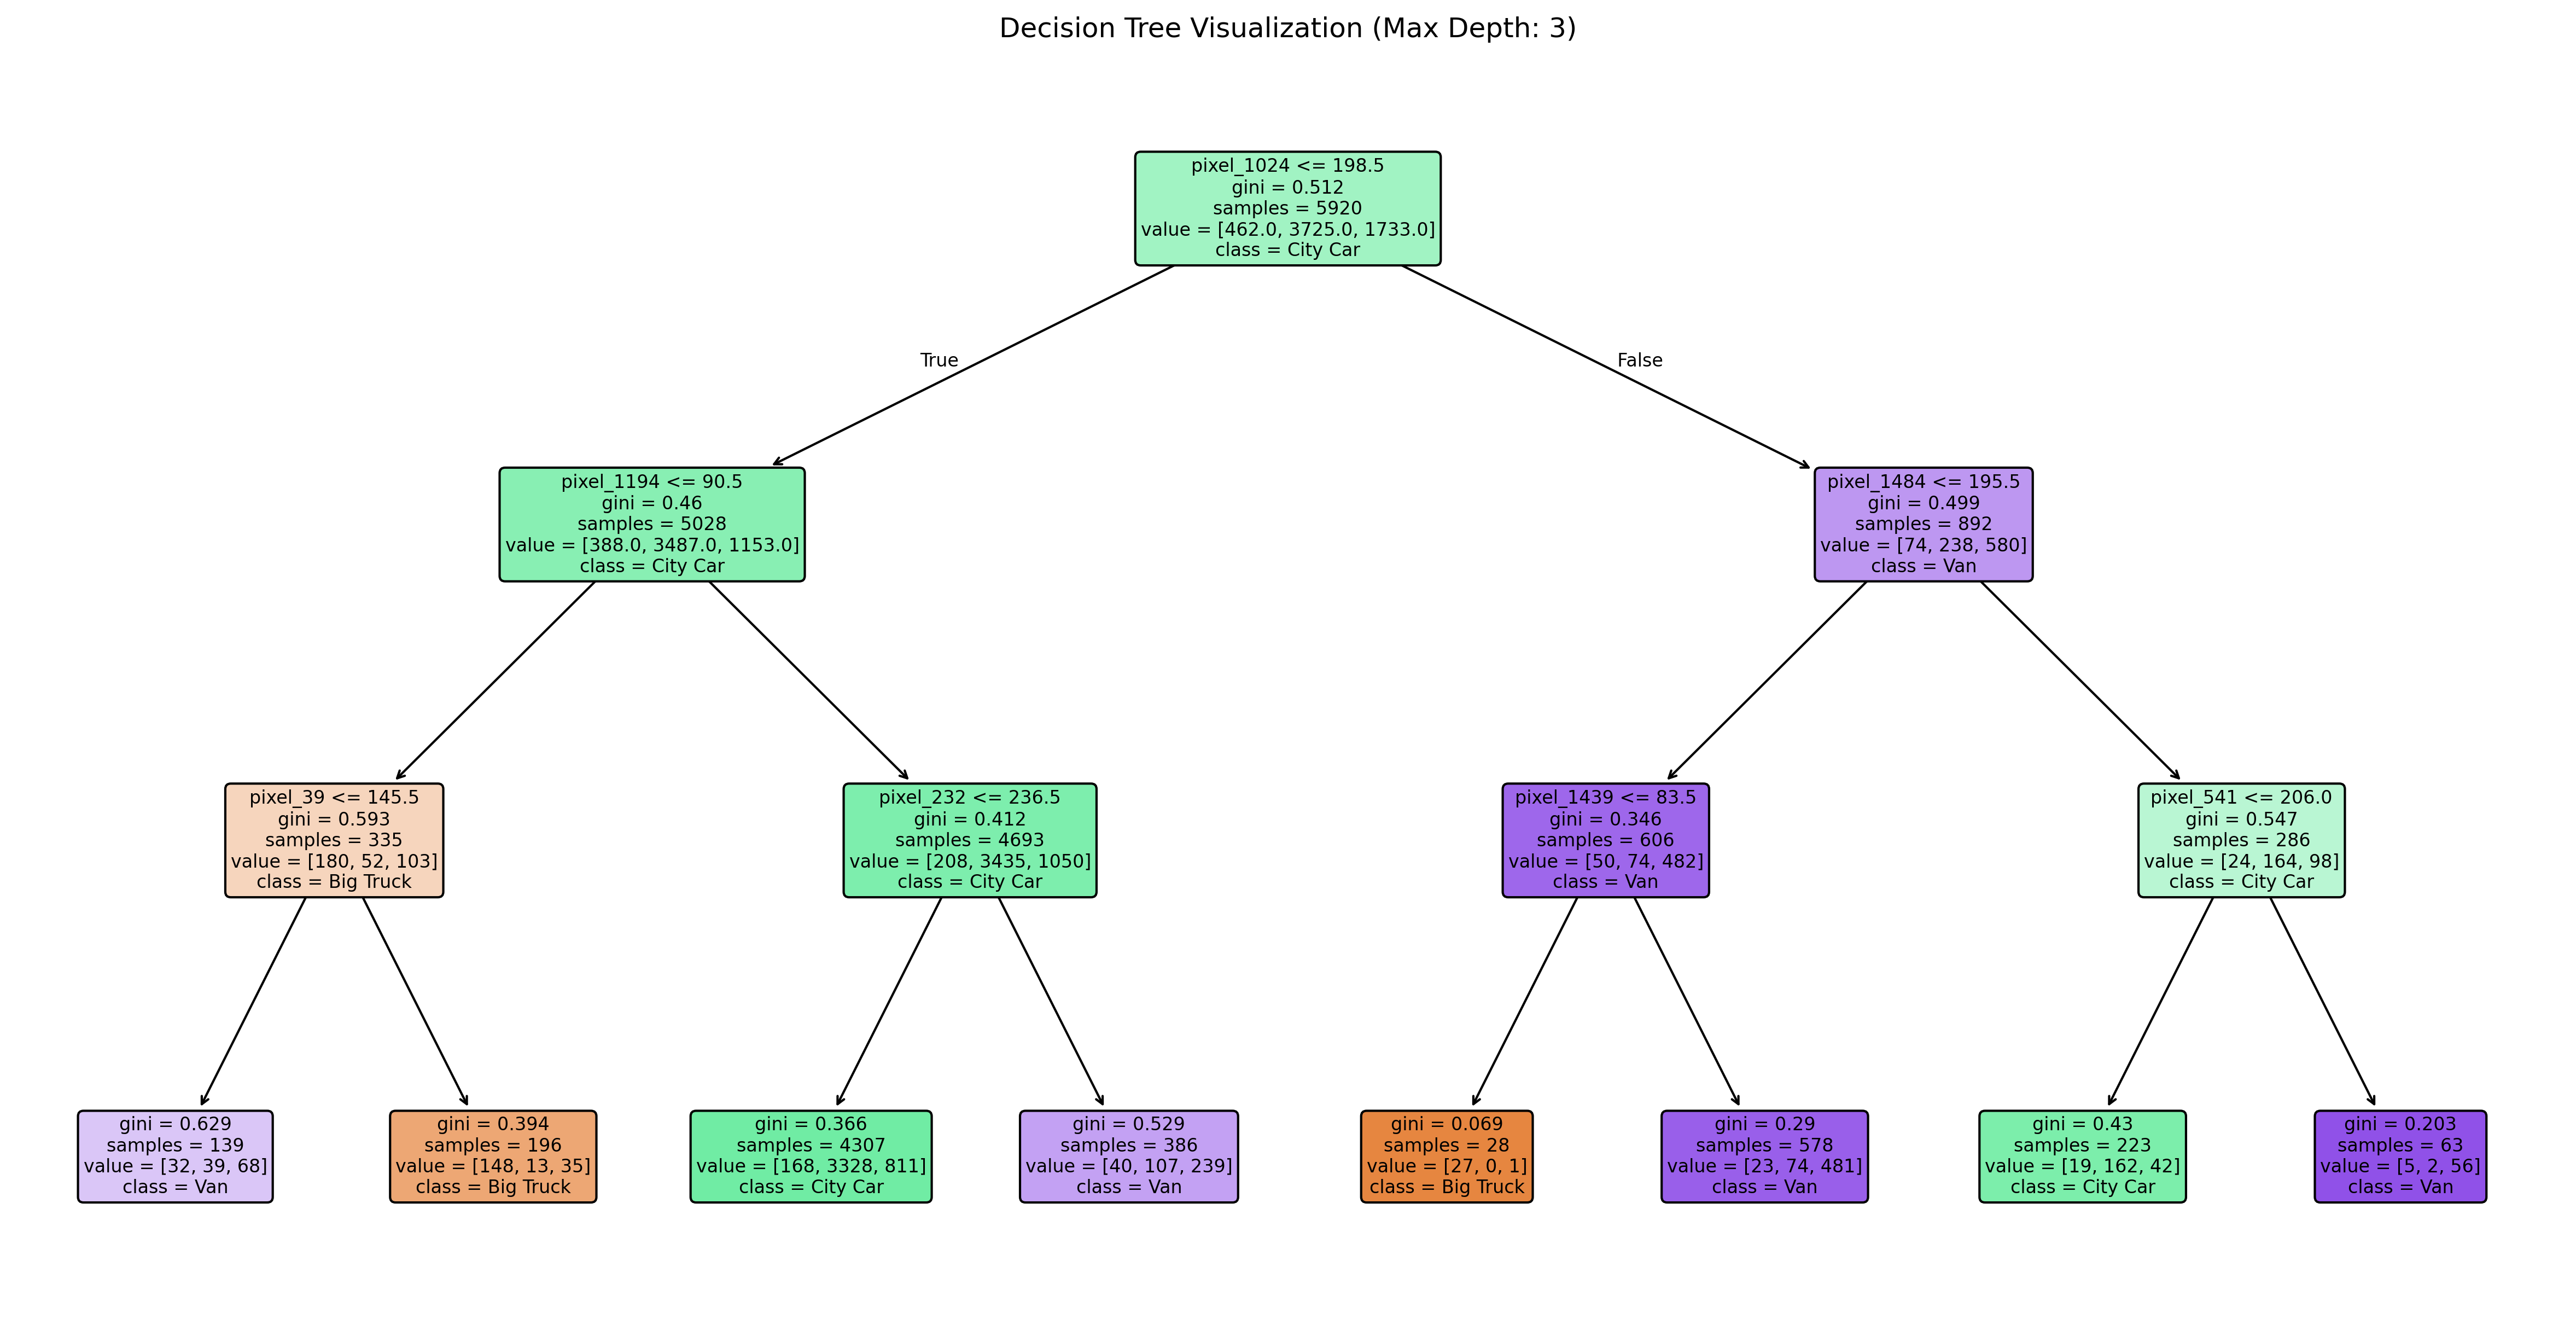 Decision Tree Visualization (Max Depth: 3)
pixel_1024 <= 198.5
gini = 0.512
samples = 5920
value = [462.0, 3725.0, 1733.0]
class = City Car
True
False
pixel_1194 <= 90.5
gini = 0.46
samples = 5028
value = [388.0, 3487.0, 1153.0]
class = City Car
pixel_1484 <= 195.5
gini = 0.499
samples = 892
value = [74, 238, 580]
class = Van
pixel_39 <= 145.5
gini = 0.593
samples = 335
value = [180, 52, 103]
class = Big Truck
pixel_232 <= 236.5
gini = 0.412
samples = 4693
value = [208, 3435, 1050]
class = City Car
pixel_1439 <= 83.5
gini = 0.346
samples = 606
value = [50, 74, 482]
class = Van
pixel_541 <= 206.0
gini = 0.547
samples = 286
value = [24, 164, 98]
class = City Car
gini = 0.629
samples = 139
value = [32, 39, 68]
class = Van
gini = 0.394
samples = 196
value = [148, 13, 35]
class = Big Truck
gini = 0.366
samples = 4307
value = [168, 3328, 811]
class = City Car
gini = 0.529
samples = 386
value = [40, 107, 239]
class = Van
gini = 0.069
samples = 28
value = [27, 0, 1]
class = Big Truck
gini = 0.29
samples = 578
value = [23, 74, 481]
class = Van
gini = 0.43
samples = 223
value = [19, 162, 42]
class = City Car
gini = 0.203
samples = 63
value = [5, 2, 56]
class = Van